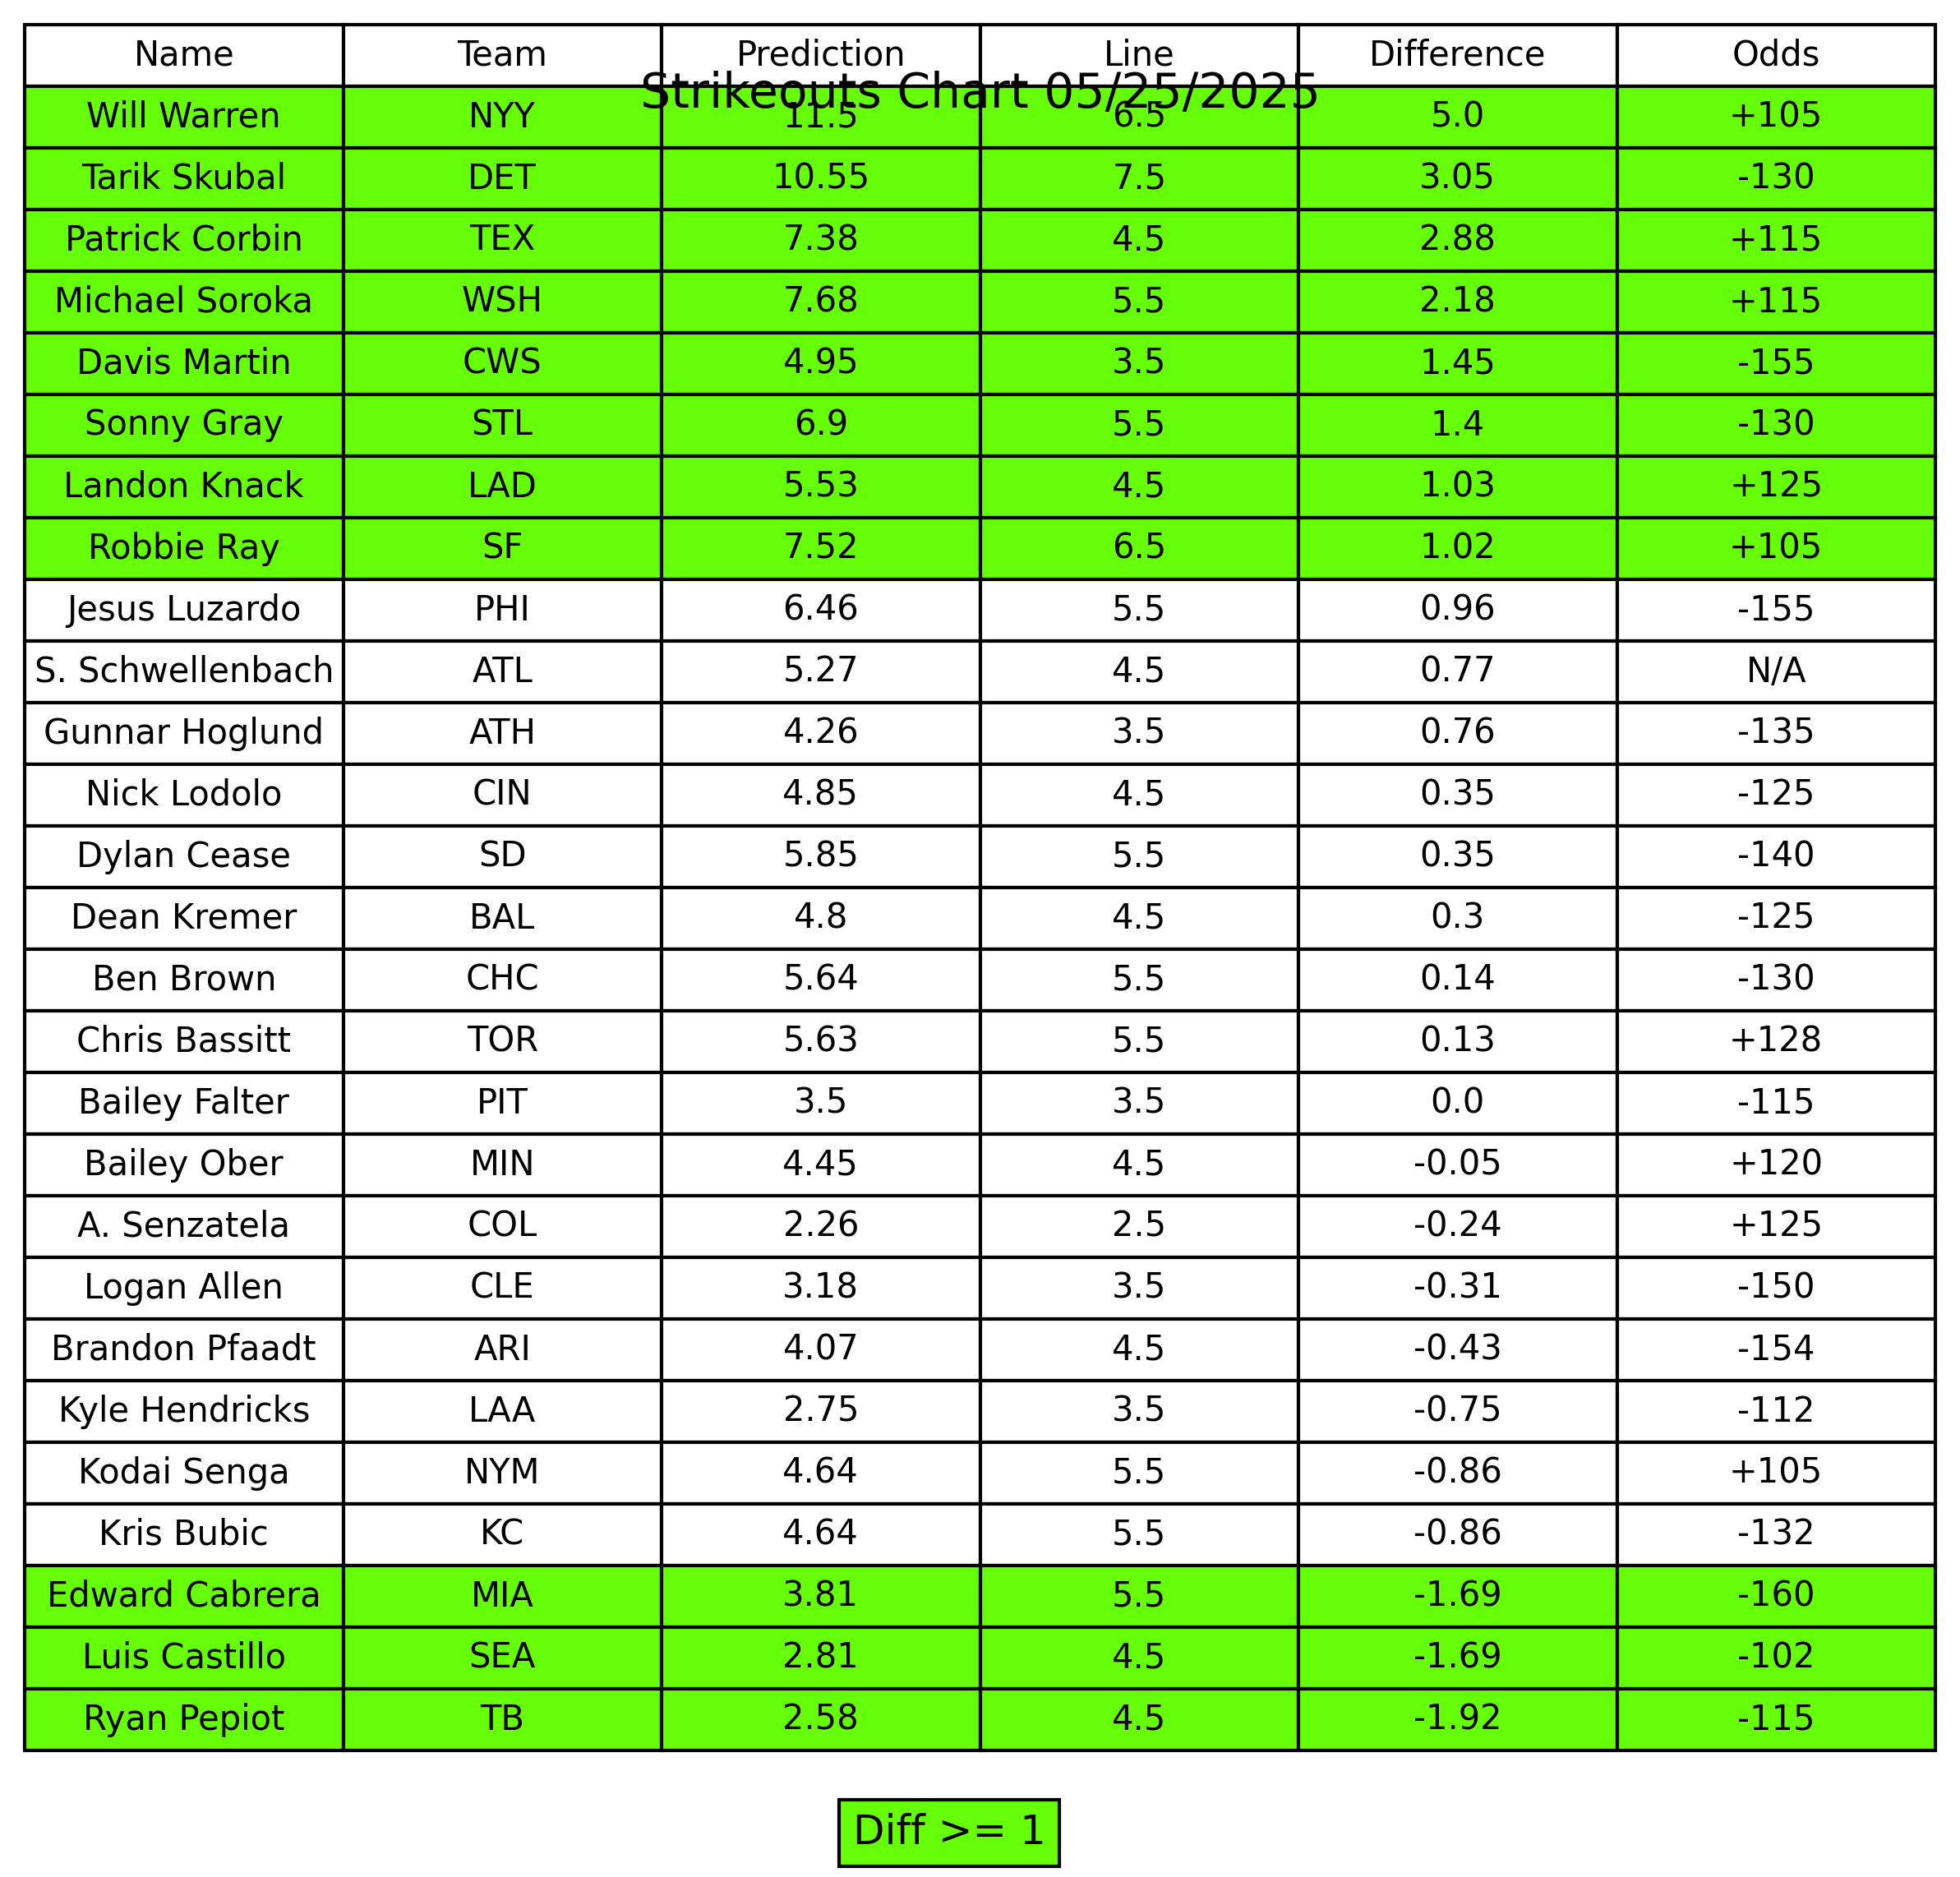 Name Team Prediction Line Difference Odds
Strikeouts Chart 05/25/2025
Will Warren NYY 11.5 6.5 5.0 +105
Tarik Skubal DET 10.55 7.5 3.05 -130
Patrick Corbin TEX 7.38 4.5 2.88 +115
Michael Soroka WSH 7.68 5.5 2.18 +115
Davis Martin CWS 4.95 3.5 1.45 -155
Sonny Gray STL 6.9 5.5 1.4 -130
Landon Knack LAD 5.53 4.5 1.03 +125
Robbie Ray SF 7.52 6.5 1.02 +105
Jesus Luzardo PHI 6.46 5.5 0.96 -155
S. Schwellenbach ATL 5.27 4.5 0.77 N/A
Gunnar Hoglund ATH 4.26 3.5 0.76 -135
Nick Lodolo CIN 4.85 4.5 0.35 -125
Dylan Cease SD 5.85 5.5 0.35 -140
Dean Kremer BAL 4.8 4.5 0.3 -125
Ben Brown CHC 5.64 5.5 0.14 -130
Chris Bassitt TOR 5.63 5.5 0.13 +128
Bailey Falter PIT 3.5 3.5 0.0 -115
Bailey Ober MIN 4.45 4.5 -0.05 +120
A. Senzatela COL 2.26 2.5 -0.24 +125
Logan Allen CLE 3.18 3.5 -0.31 -150
Brandon Pfaadt ARI 4.07 4.5 -0.43 -154
Kyle Hendricks LAA 2.75 3.5 -0.75 -112
Kodai Senga NYM 4.64 5.5 -0.86 +105
Kris Bubic KC 4.64 5.5 -0.86 -132
Edward Cabrera MIA 3.81 5.5 -1.69 -160
Luis Castillo SEA 2.81 4.5 -1.69 -102
Ryan Pepiot TB 2.58 4.5 -1.92 -115
Diff >= 1